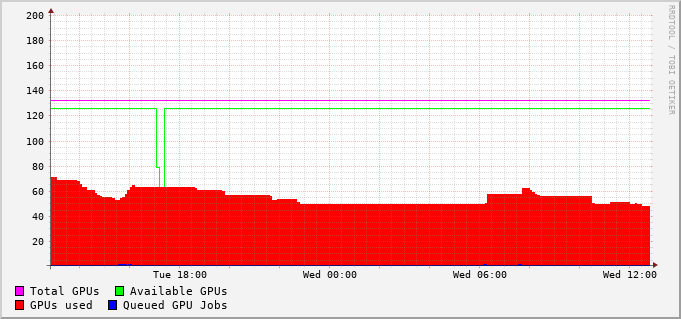 200
180
160
140
120
100
80
60
40
20
Tue 18:00 Wed 00:00 Wed 06:00 Wed 12:00
Total GPUs Available GPUs
GPUs used Queued GPU Jobs
RRDTOOL / TOBI OETIKER